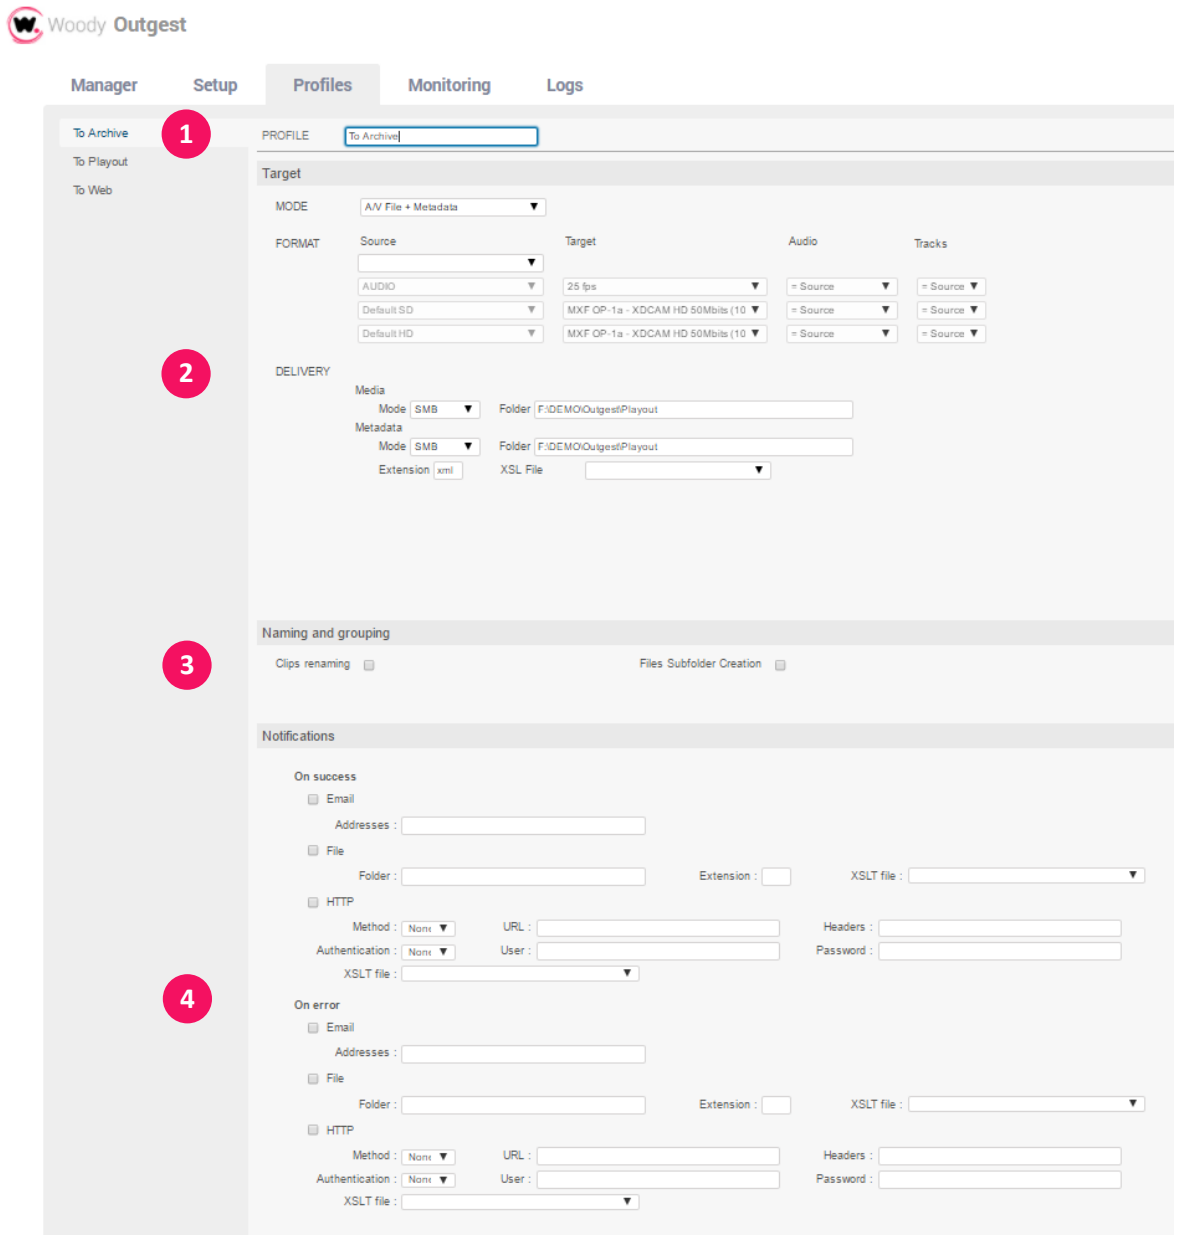 Woody Outgest
Manager Setup Profiles Monitoring Logs
To Archive
To Playout
To Web
1
PROFILE To Archive
Target
MODE A/V File + Metadata
FORMAT Source Target Audio Tracks
AUDIO 25 fps = Source = Source
Default SD MXF OP-1a - XDCAM HD 50Mbits (10 = Source = Source
Default HD MXF OP-1a - XDCAM HD 50Mbits (10 = Source = Source
2
DELIVERY
Media
Mode SMB Folder F:\DEMO\Outgest\Playout
Metadata
Mode SMB Folder F:\DEMO\Outgest\Playout
Extension xml XSL File
Naming and grouping
3
Clips renaming Files Subfolder Creation
Notifications
On success
Email
Addresses :
File
Folder : Extension : XSLT file :
HTTP
Method : None URL : Headers :
Authentication : None User : Password :
XSLT file :
4
On error
Email
Addresses :
File
Folder : Extension : XSLT file :
HTTP
Method : None URL : Headers :
Authentication : None User : Password :
XSLT file :